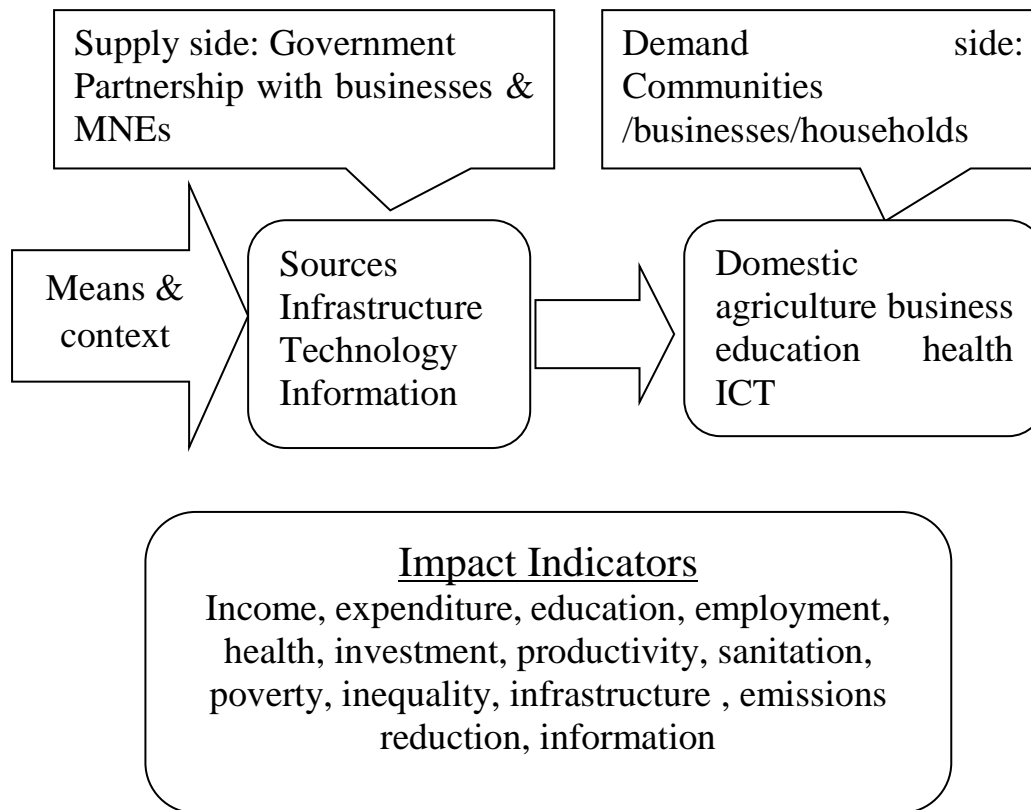 Supply side: Government
Partnership with businesses &
MNEs
Demand side:
Communities
/businesses/households
Means &
context
Sources
Infrastructure
Technology
Information
Domestic
agriculture business
education health
ICT
Impact Indicators
Income, expenditure, education, employment,
health, investment, productivity, sanitation,
poverty, inequality, infrastructure , emissions
reduction, information